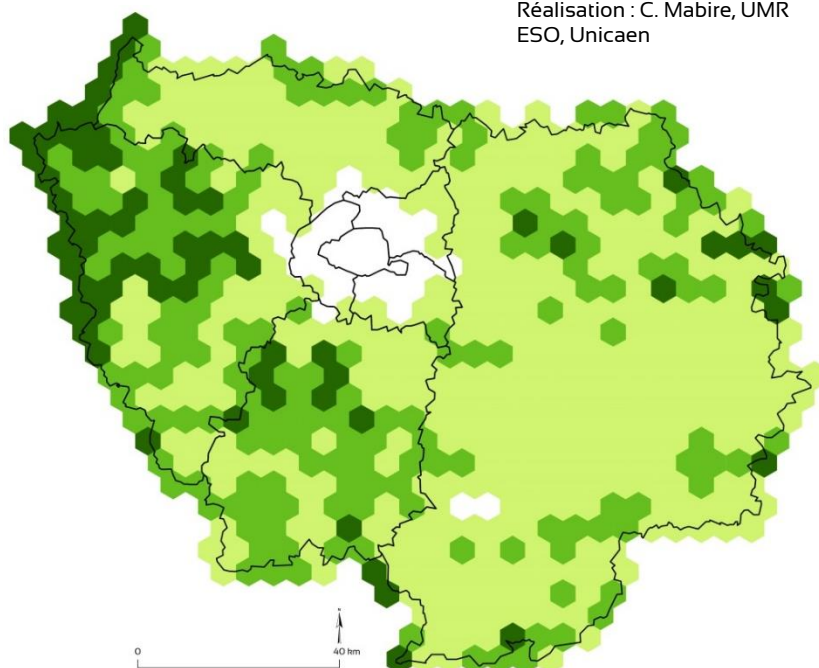 Réalisation : C. Mabire, UMR
ESO, Unicaen
0
40 km